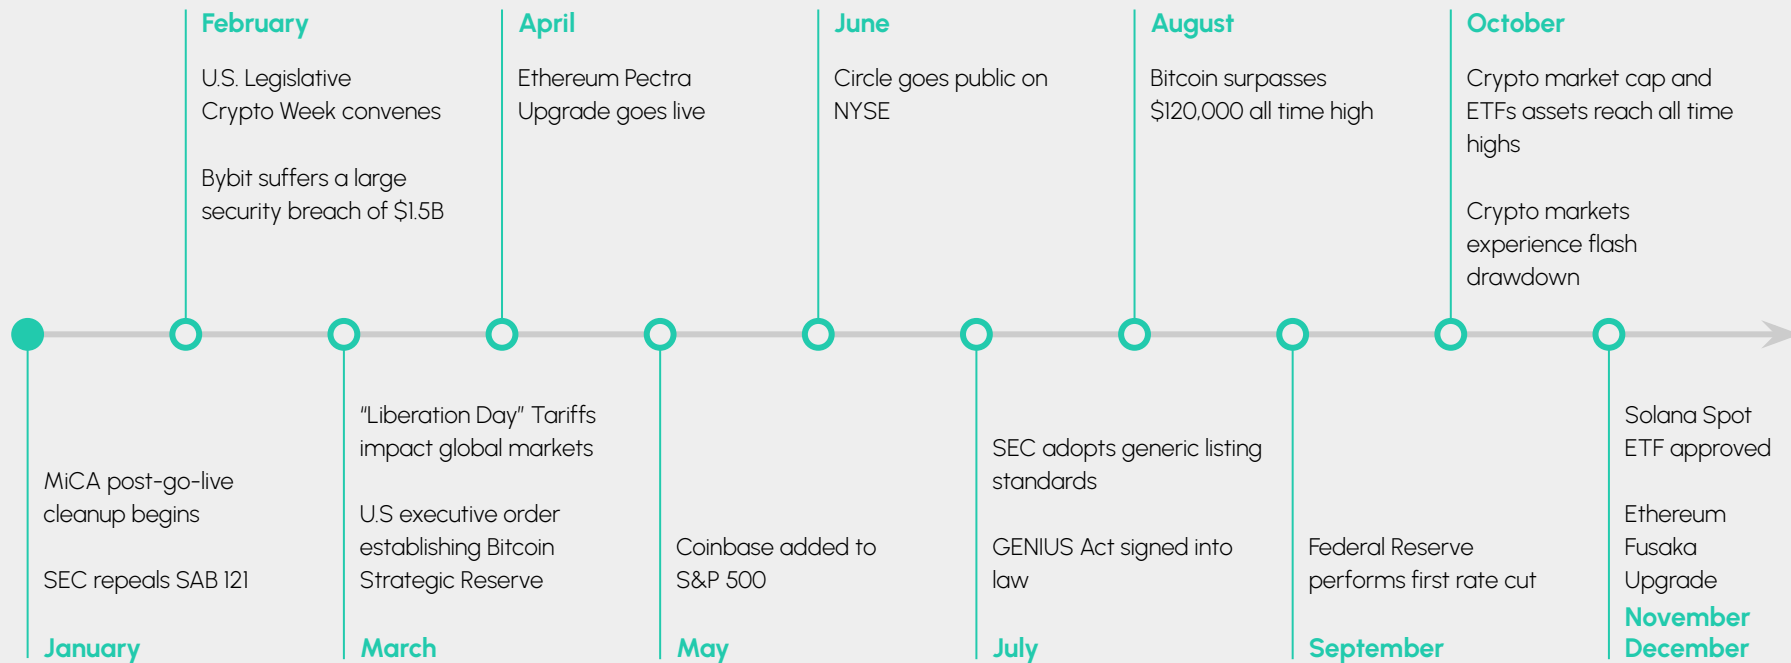 February
U.S. Legislative
Crypto Week convenes
Bybit suffers a large
security breach of $1.5B
April
Ethereum Pectra
Upgrade goes live
June
Circle goes public on
NYSE
August
Bitcoin surpasses
$120,000 all time high
October
Crypto market cap and
ETFs assets reach all time
highs
Crypto markets
experience flash
drawdown
MiCA post-go-live
cleanup begins
SEC repeals SAB 121
January
“Liberation Day” Tariffs
impact global markets
U.S executive order
establishing Bitcoin
Strategic Reserve
March
Coinbase added to
S&P 500
May
SEC adopts generic listing
standards
GENIUS Act signed into
law
July
Federal Reserve
performs first rate cut
September
Solana Spot
ETF approved
Ethereum
Fusaka
Upgrade
November
December